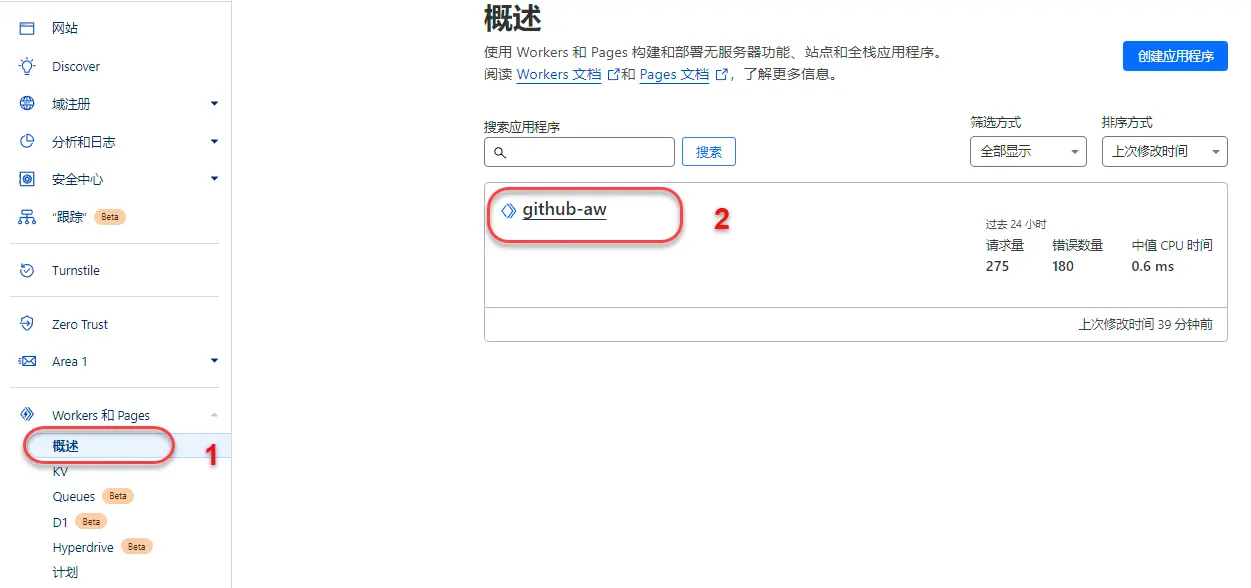 网站
Discover
域注册
分析和日志
安全中心
“跟踪” Beta
Turnstile
Zero Trust
Area 1
Workers 和 Pages
概述
1
KV
Queues Beta
D1 Beta
Hyperdrive Beta
计划
概述
使用 Workers 和 Pages 构建和部署无服务器功能、站点和全栈应用程序。
阅读 Workers 文档 和 Pages 文档 ，了解更多信息。
创建应用程序
搜索应用程序
搜索
筛选方式
全部显示
排序方式
上次修改时间
github-aw
2
过去 24 小时
请求量 错误数量 中值 CPU 时间
275 180 0.6 ms
上次修改时间 39 分钟前